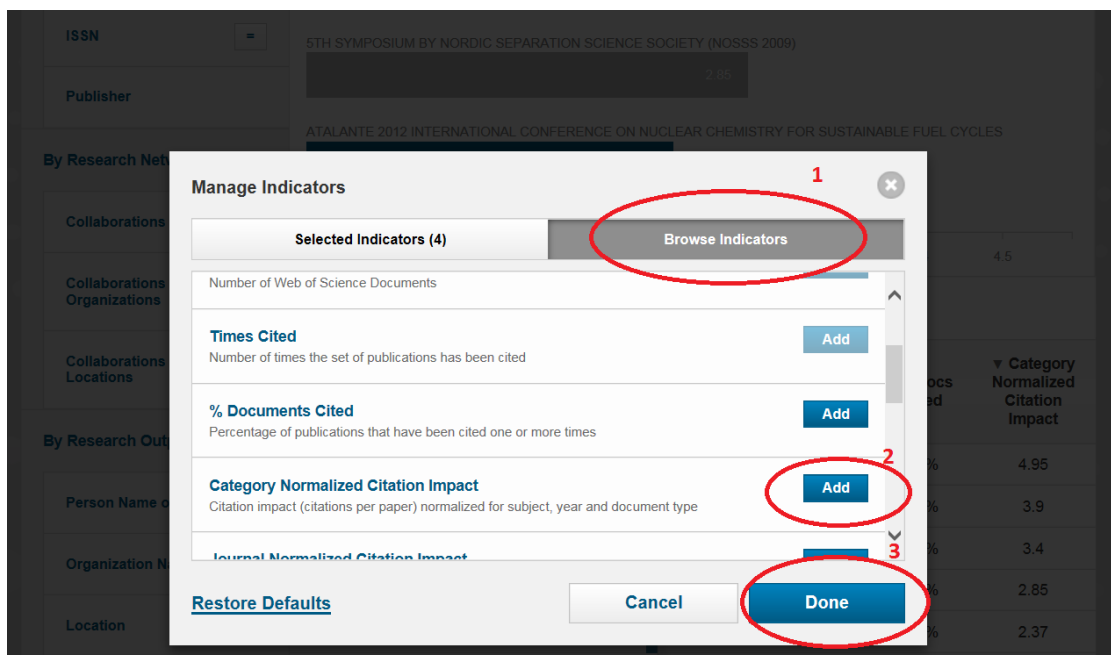 ISSN
=
5TH SYMPOSIUM BY NORDIC SEPARATION SCIENCE SOCIETY (NOSSS 2009)
2.85
Publisher
ATALANTE 2012 INTERNATIONAL CONFERENCE ON NUCLEAR CHEMISTRY FOR SUSTAINABLE FUEL CYCLES
By Research Netw
Manage Indicators
1
Selected Indicators (4)
Browse Indicators
Collaborations
4.5
Number of Web of Science Documents
Collaborations
Organizations
Times Cited
Number of times the set of publications has been cited
Add
Collaborations
Locations
% Documents Cited
Percentage of publications that have been cited one or more times
Add
ocs
ed
▼ Category
Normalized
Citation
Impact
By Research Outp
2
Category Normalized Citation Impact
Citation impact (citations per paper) normalized for subject, year and document type
Add
% 4.95
Person Name o
% 3.9
Journal Normalized Citation Impact
3
% 3.4
Organization N
Restore Defaults
Cancel
Done
% 2.85
Location
% 2.37